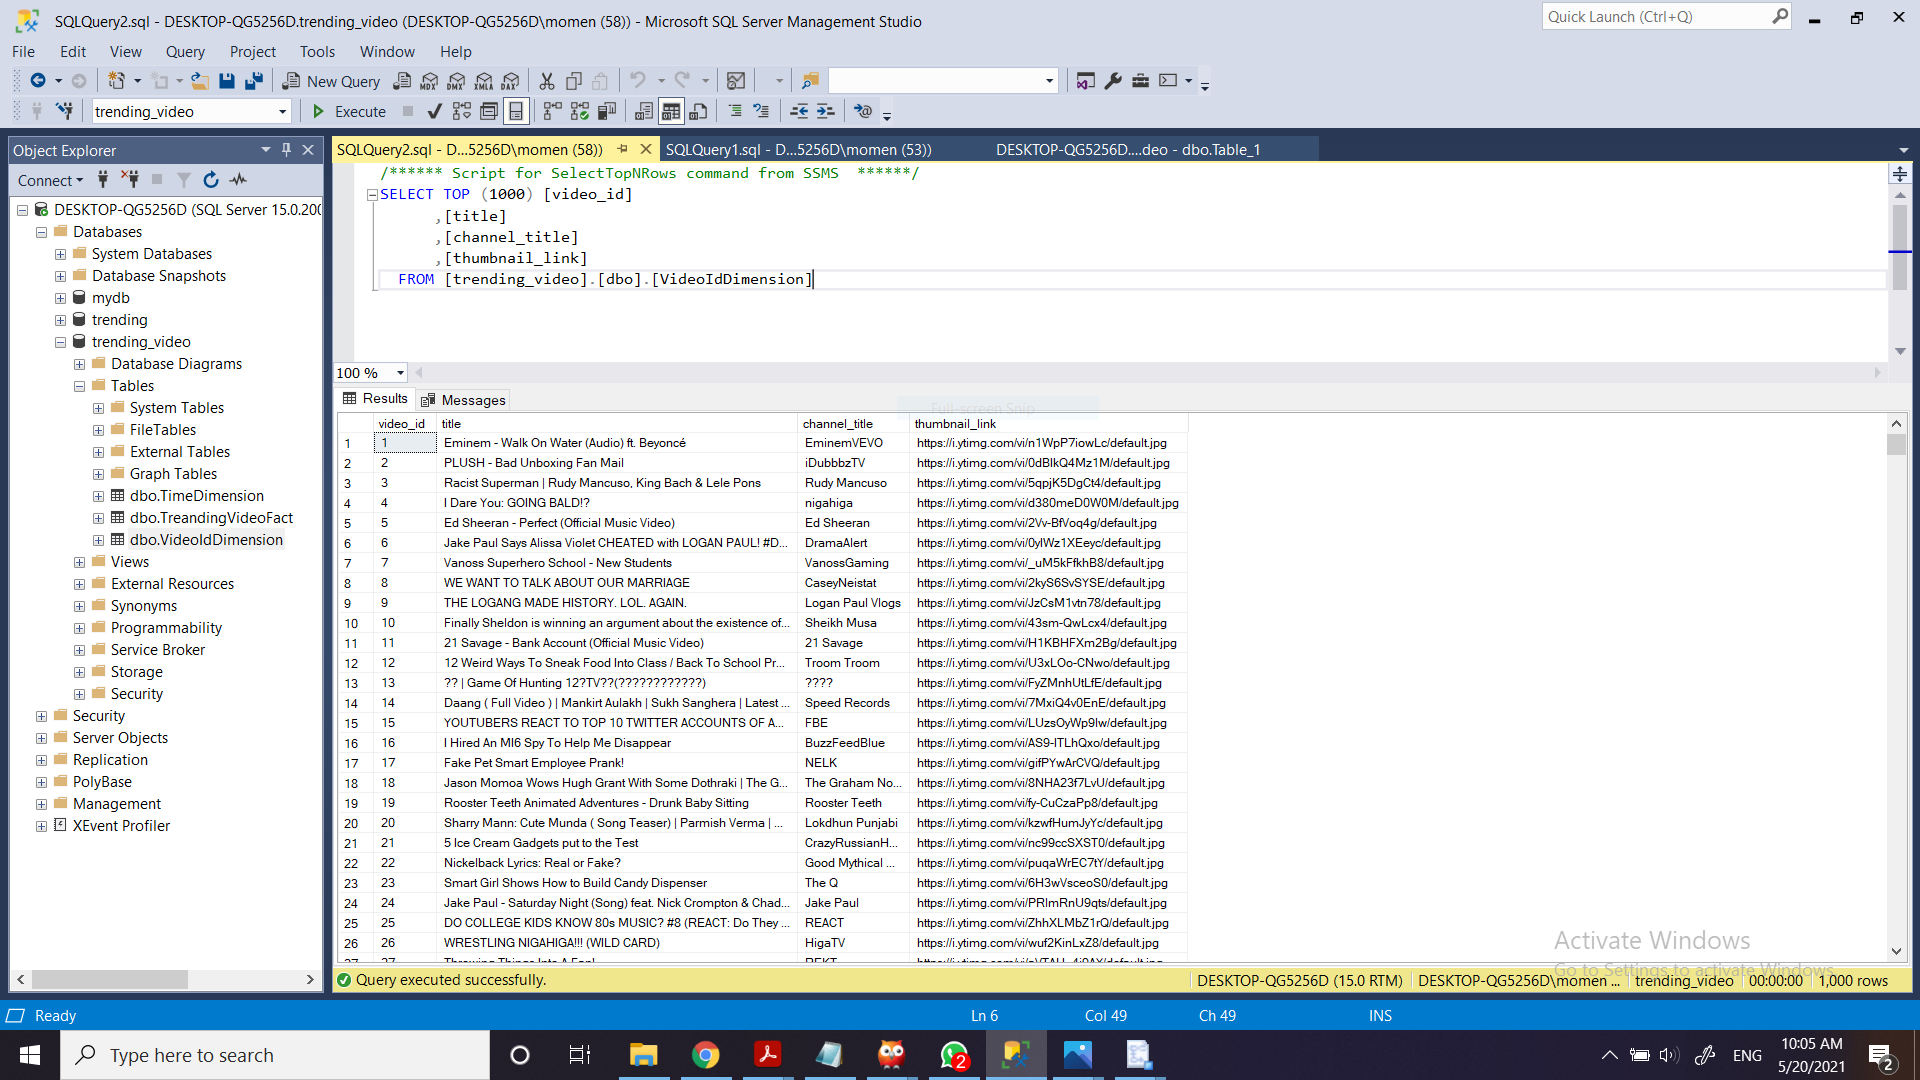 SQLQuery2.sql - DESKTOP-QG5256D.trending_video (DESKTOP-QG5256D\momen (58)) - Microsoft SQL Server Management Studio
Quick Launch (Ctrl+Q)
File Edit View Query Project Tools Window Help
New Query
trending_video
Execute
Object Explorer
Connect
DESKTOP-QG5256D (SQL Server 15.0.200
Databases
System Databases
Database Snapshots
mydb
trending
trending_video
Database Diagrams
Tables
System Tables
FileTables
External Tables
Graph Tables
dbo.TimeDimension
dbo.TreandingVideoFact
dbo.VideoIdDimension
Views
External Resources
Synonyms
Programmability
Service Broker
Storage
Security
Security
Server Objects
Replication
PolyBase
Management
XEvent Profiler
SQLQuery2.sql - D...5256D\momen (58)) SQLQuery1.sql - D...5256D\momen (53)) DESKTOP-QG5256D....deo - dbo.Table_1
/****** Script for SelectTopNRows command from SSMS ******/
SELECT TOP (1000) [video_id]
,[title]
,[channel_title]
,[thumbnail_link]
FROM [trending_video].[dbo].[VideoIdDimension]
100 %
Results Messages
Full-screen Snip
video_id title channel_title thumbnail_link
1 1 Eminem - Walk On Water (Audio) ft. Beyoncé EminemVEVO https://i.ytimg.com/vi/n1WpP7iowLc/default.jpg
2 2 PLUSH - Bad Unboxing Fan Mail iDubbbzTV https://i.ytimg.com/vi/0dBIkQ4Mz1M/default.jpg
3 3 Racist Superman | Rudy Mancuso, King Bach & Lele Pons Rudy Mancuso https://i.ytimg.com/vi/5qpjK5DgCt4/default.jpg
4 4 I Dare You: GOING BALD!? nigahiga https://i.ytimg.com/vi/d380meD0W0M/default.jpg
5 5 Ed Sheeran - Perfect (Official Music Video) Ed Sheeran https://i.ytimg.com/vi/2Vv-BfVoq4g/default.jpg
6 6 Jake Paul Says Alissa Violet CHEATED with LOGAN PAUL! #D... DramaAlert https://i.ytimg.com/vi/0yIWz1XEeyc/default.jpg
7 7 Vanoss Superhero School - New Students VanossGaming https://i.ytimg.com/vi/_uM5kFfkhB8/default.jpg
8 8 WE WANT TO TALK ABOUT OUR MARRIAGE CaseyNeistat https://i.ytimg.com/vi/2kyS6SvSYSE/default.jpg
9 9 THE LOGANG MADE HISTORY. LOL. AGAIN. Logan Paul Vlogs https://i.ytimg.com/vi/JzCsM1vtn78/default.jpg
10 10 Finally Sheldon is winning an argument about the existence of... Sheikh Musa https://i.ytimg.com/vi/43sm-QwLcx4/default.jpg
11 11 21 Savage - Bank Account (Official Music Video) 21 Savage https://i.ytimg.com/vi/H1KBHFXm2Bg/default.jpg
12 12 12 Weird Ways To Sneak Food Into Class / Back To School Pr... Troom Troom https://i.ytimg.com/vi/U3xLOo-CNwo/default.jpg
13 13 ?? | Game Of Hunting 12?TV??(????????????) ???? https://i.ytimg.com/vi/FyZMnhUtLfE/default.jpg
14 14 Daang ( Full Video ) | Mankirt Aulakh | Sukh Sanghera | Latest ... Speed Records https://i.ytimg.com/vi/7MxiQ4v0EnE/default.jpg
15 15 YOUTUBERS REACT TO TOP 10 TWITTER ACCOUNTS OF A... FBE https://i.ytimg.com/vi/LUzsOyWp9lw/default.jpg
16 16 I Hired An MI6 Spy To Help Me Disappear BuzzFeedBlue https://i.ytimg.com/vi/AS9-ITLhQxo/default.jpg
17 17 Fake Pet Smart Employee Prank! NELK https://i.ytimg.com/vi/gifPYwArCVQ/default.jpg
18 18 Jason Momoa Wows Hugh Grant With Some Dothraki | The G... The Graham No... https://i.ytimg.com/vi/8NHA23f7LvU/default.jpg
19 19 Rooster Teeth Animated Adventures - Drunk Baby Sitting Rooster Teeth https://i.ytimg.com/vi/fy-CuCzaPp8/default.jpg
20 20 Sharry Mann: Cute Munda ( Song Teaser) | Parmish Verma | ... Lokdhun Punjabi https://i.ytimg.com/vi/kzwfHumJyYc/default.jpg
21 21 5 Ice Cream Gadgets put to the Test CrazyRussianH... https://i.ytimg.com/vi/nc99ccSXST0/default.jpg
22 22 Nickelback Lyrics: Real or Fake? Good Mythical ... https://i.ytimg.com/vi/puqaWrEC7tY/default.jpg
23 23 Smart Girl Shows How to Build Candy Dispenser The Q https://i.ytimg.com/vi/6H3wVsceoS0/default.jpg
24 24 Jake Paul - Saturday Night (Song) feat. Nick Crompton & Chad... Jake Paul https://i.ytimg.com/vi/PRlmRnU9qts/default.jpg
25 25 DO COLLEGE KIDS KNOW 80s MUSIC? #8 (REACT: Do They ... REACT https://i.ytimg.com/vi/ZhhXLMbZ1rQ/default.jpg
26 26 WRESTLING NIGAHIGA!!! (WILD CARD) HigaTV https://i.ytimg.com/vi/wuf2KinLxZ8/default.jpg
Activate Windows
Go to Settings to activate Windows.
Query executed successfully. DESKTOP-QG5256D (15.0 RTM) DESKTOP-QG5256D\momen ... trending_video 00:00:00 1,000 rows
Ready Ln 6 Col 49 Ch 49 INS
Type here to search
2
ENG
10:05 AM
5/20/2021
2